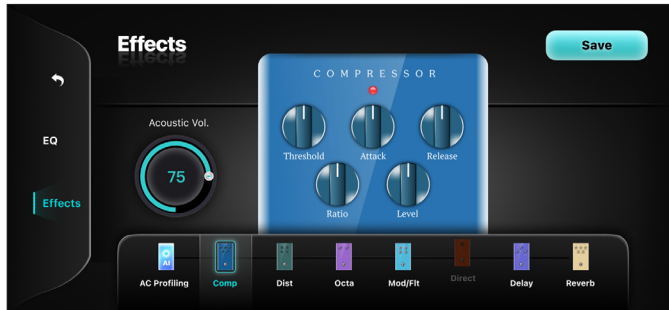 Effects
Save
COMPRESSOR
EQ
Acoustic Vol.
Threshold
Attack
Release
75
Effects
Ratio
Level
AI
AC Profiling
Comp
Dist
Octa
Mod/Flt
Direct
Delay
Reverb